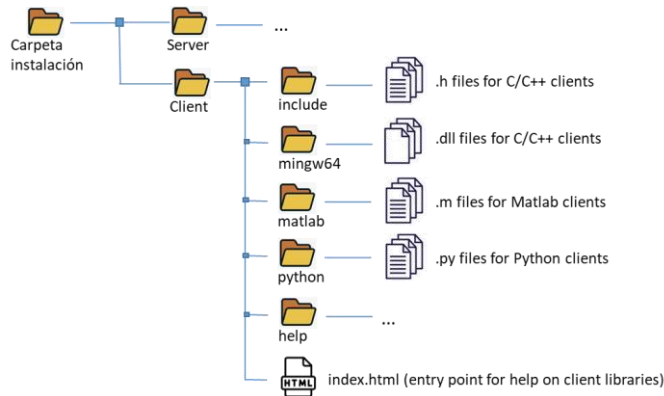 Carpeta
instalación
Server
...
Client
include
.h files for C/C++ clients
mingw64
.dll files for C/C++ clients
matlab
.m files for Matlab clients
python
.py files for Python clients
help
...
HTML
index.html (entry point for help on client libraries)